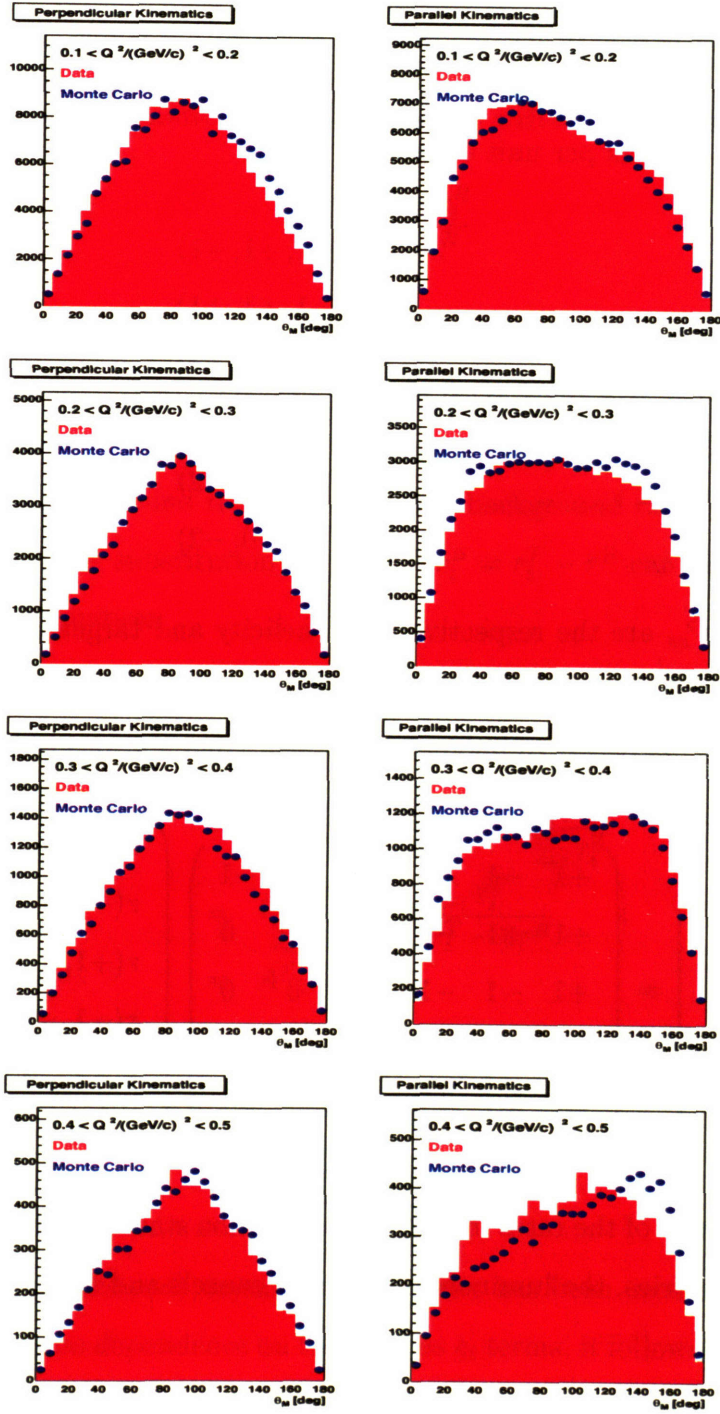 Perpendicular Kinematics
0.1 < Q ²/(GeV/c) ² < 0.2
Data
Monte Carlo
10000
8000
6000
4000
2000
0
0 20 40 60 80 100 120 140 160 180
θM [deg]
Parallel Kinematics
0.1 < Q ²/(GeV/c) ² < 0.2
Data
Monte Carlo
9000
8000
7000
6000
5000
4000
3000
2000
1000
0
0 20 40 60 80 100 120 140 160 180
θM [deg]
Perpendicular Kinematics
0.2 < Q ²/(GeV/c) ² < 0.3
Data
Monte Carlo
5000
4000
3000
2000
1000
0
0 20 40 60 80 100 120 140 160 180
θM [deg]
Parallel Kinematics
0.2 < Q ²/(GeV/c) ² < 0.3
Data
Monte Carlo
3500
3000
2500
2000
1500
1000
500
0
0 20 40 60 80 100 120 140 160 180
θM [deg]
Perpendicular Kinematics
0.3 < Q ²/(GeV/c) ² < 0.4
Data
Monte Carlo
1800
1600
1400
1200
1000
800
600
400
200
0
0 20 40 60 80 100 120 140 160 180
θM [deg]
Parallel Kinematics
0.3 < Q ²/(GeV/c) ² < 0.4
Data
Monte Carlo
1400
1200
1000
800
600
400
200
0
0 20 40 60 80 100 120 140 160 180
θM [deg]
Perpendicular Kinematics
0.4 < Q ²/(GeV/c) ² < 0.5
Data
Monte Carlo
600
500
400
300
200
100
0
0 20 40 60 80 100 120 140 160 180
θM [deg]
Parallel Kinematics
0.4 < Q ²/(GeV/c) ² < 0.5
Data
Monte Carlo
500
400
300
200
100
0
0 20 40 60 80 100 120 140 160 180
θM [deg]